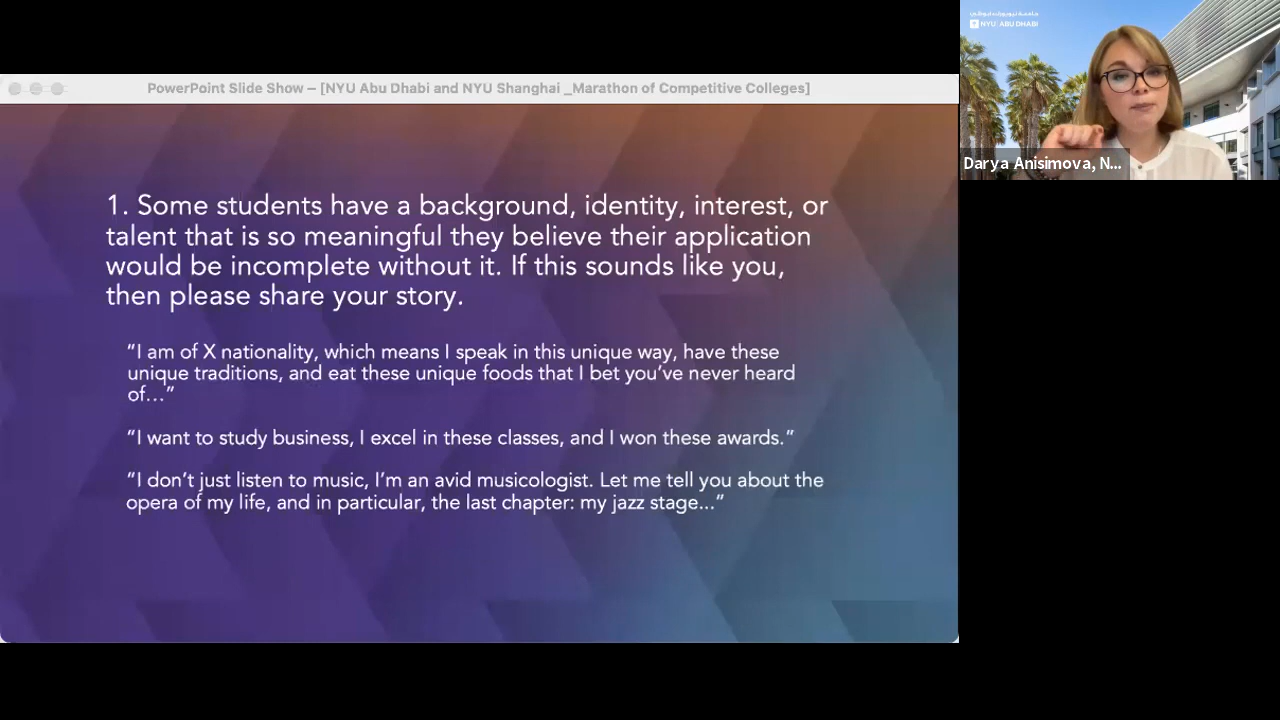 PowerPoint Slide Show – [NYU Abu Dhabi and NYU Shanghai _Marathon of Competitive Colleges]
1. Some students have a background, identity, interest, or
talent that is so meaningful they believe their application
would be incomplete without it. If this sounds like you,
then please share your story.
“I am of X nationality, which means I speak in this unique way, have these
unique traditions, and eat these unique foods that I bet you’ve never heard
of…”
“I want to study business, I excel in these classes, and I won these awards.”
“I don’t just listen to music, I’m an avid musicologist. Let me tell you about the
opera of my life, and in particular, the last chapter: my jazz stage...”
NYU ABU DHABI
Darya Anisimova, N...